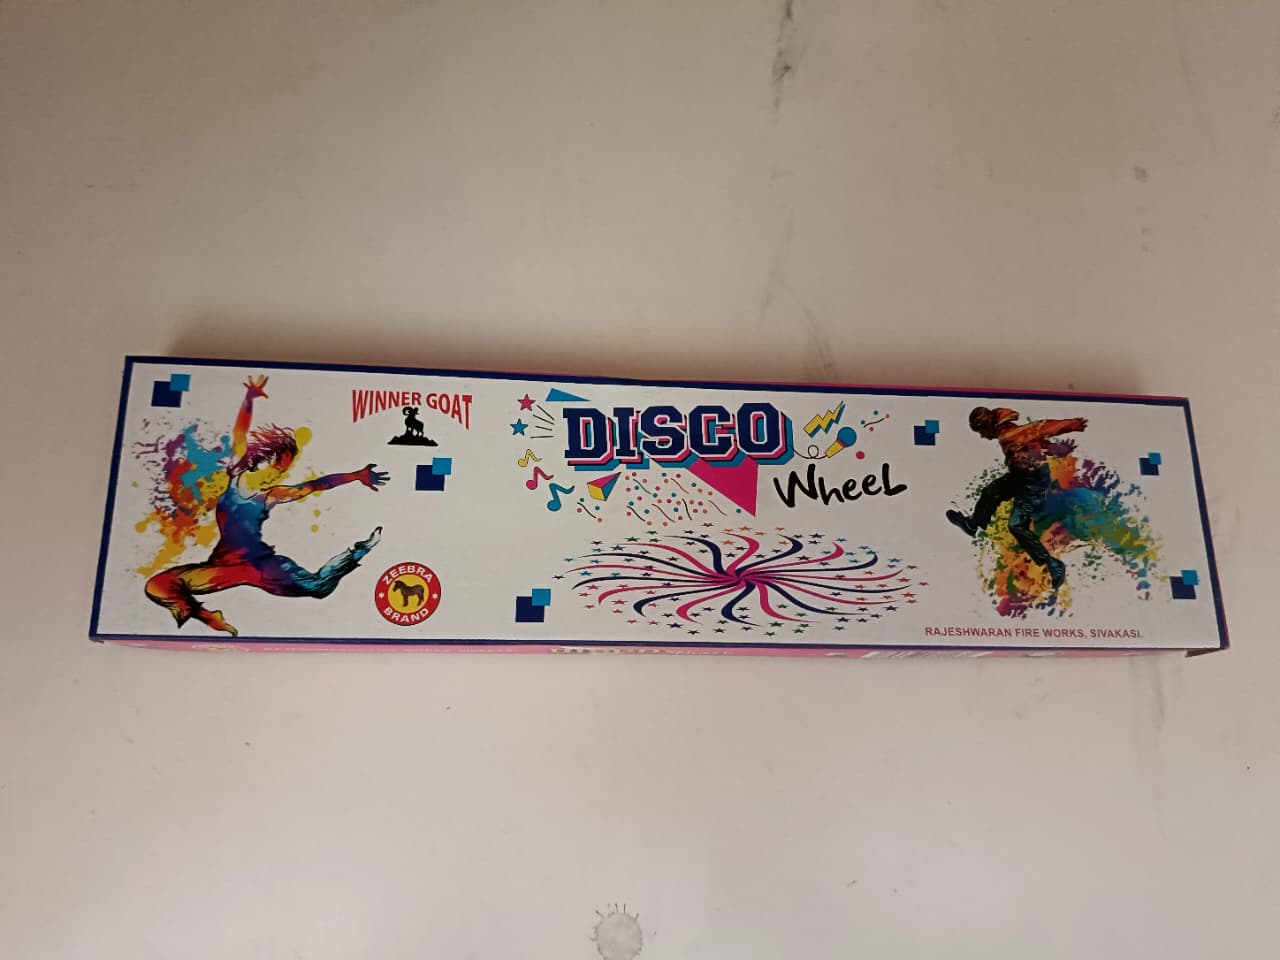 WINNER GOAT
DISCO
Wheel
ZEEBRA
BRAND
RAJESHWARAN FIRE WORKS, SIVAKASI.